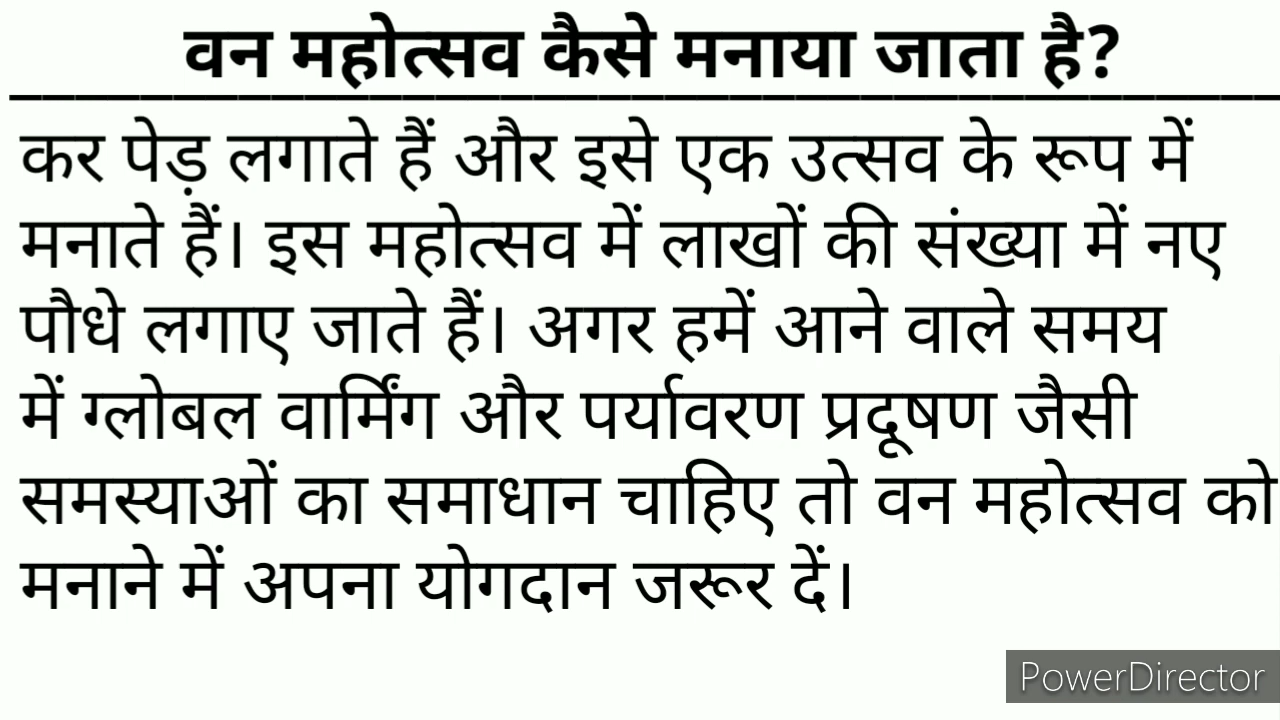 वन महोत्सव कैसे मनाया जाता है?
कर पेड़ लगाते हैं और इसे एक उत्सव के रूप में
मनाते हैं। इस महोत्सव में लाखों की संख्या में नए
पौधे लगाए जाते हैं। अगर हमें आने वाले समय
में ग्लोबल वार्मिंग और पर्यावरण प्रदूषण जैसी
समस्याओं का समाधान चाहिए तो वन महोत्सव को
मनाने में अपना योगदान जरूर दें।
PowerDirector